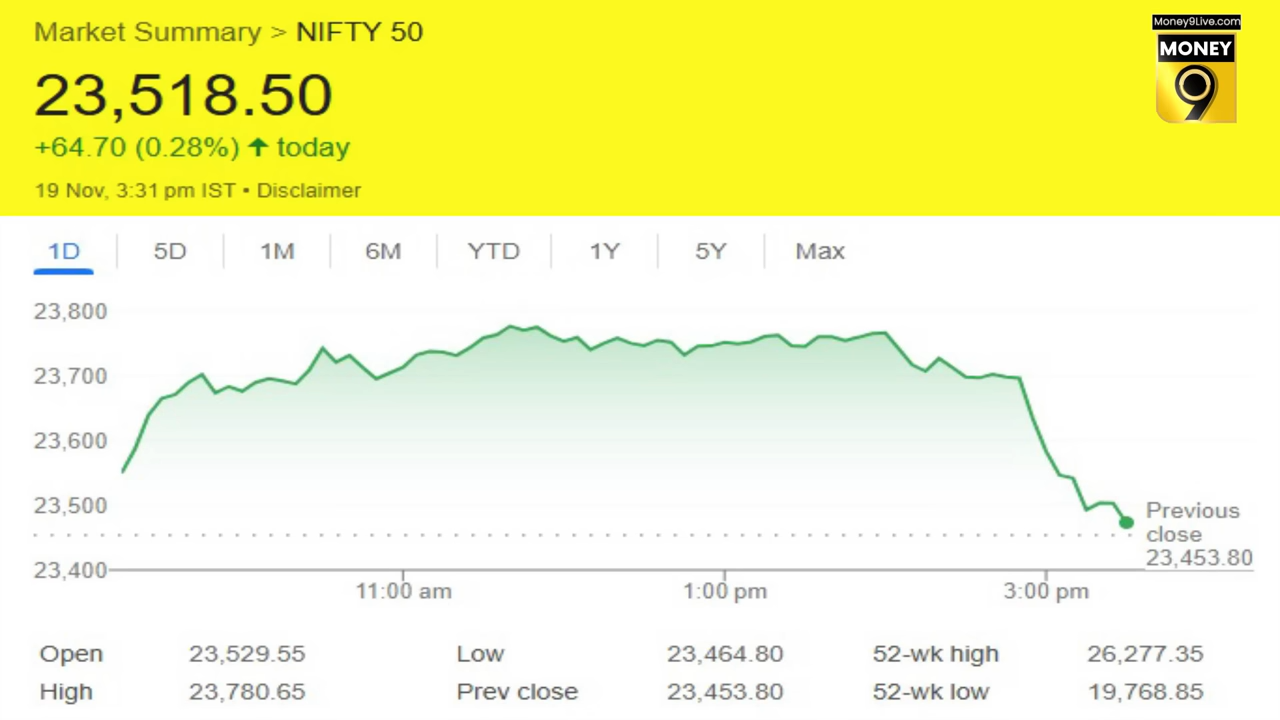 Market Summary > NIFTY 50
Money9Live.com
MONEY
9
23,518.50
+64.70 (0.28%) ↑ today
19 Nov, 3:31 pm IST • Disclaimer
1D 5D 1M 6M YTD 1Y 5Y Max
23,800
23,700
23,600
23,500
23,400
Previous
close
23,453.80
11:00 am 1:00 pm 3:00 pm
Open 23,529.55 Low 23,464.80 52-wk high 26,277.35
High 23,780.65 Prev close 23,453.80 52-wk low 19,768.85